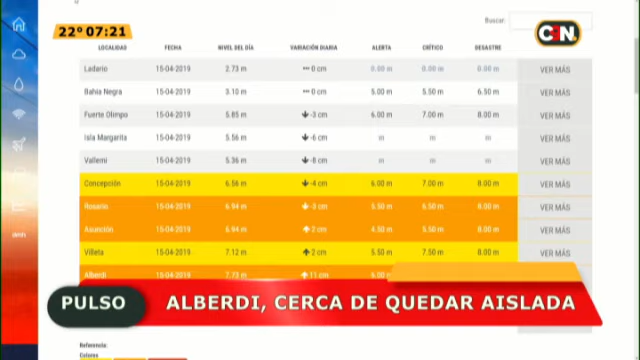 22º 07:21
Buscar:
C9N
LOCALIDAD FECHA NIVEL DEL DÍA VARIACIÓN DIARIA ALERTA CRÍTICO DESASTRE
Ladario 15-04-2019 2.73 m 0 cm 0.00 m 0.00 m 0.00 m VER MÁS
Bahía Negra 15-04-2019 3.10 m 0 cm 5.00 m 5.50 m 6.50 m VER MÁS
Fuerte Olimpo 15-04-2019 5.85 m -3 cm 6.00 m 7.00 m 8.00 m VER MÁS
Isla Margarita 15-04-2019 5.56 m -6 cm m m m VER MÁS
Vallemi 15-04-2019 5.36 m -8 cm m m m VER MÁS
Concepción 15-04-2019 6.56 m -4 cm 6.00 m 7.00 m 8.00 m VER MÁS
Rosario 15-04-2019 6.94 m -3 cm 5.50 m 6.50 m 8.00 m VER MÁS
Asunción 15-04-2019 6.94 m 2 cm 4.50 m 5.50 m 8.00 m VER MÁS
Villeta 15-04-2019 7.12 m 2 cm 5.50 m 7.50 m 8.00 m VER MÁS
Alberdi 15-04-2019 7.73 m 11 cm 6.00
PULSO ALBERDI, CERCA DE QUEDAR AISLADA
Referencia:
Colores